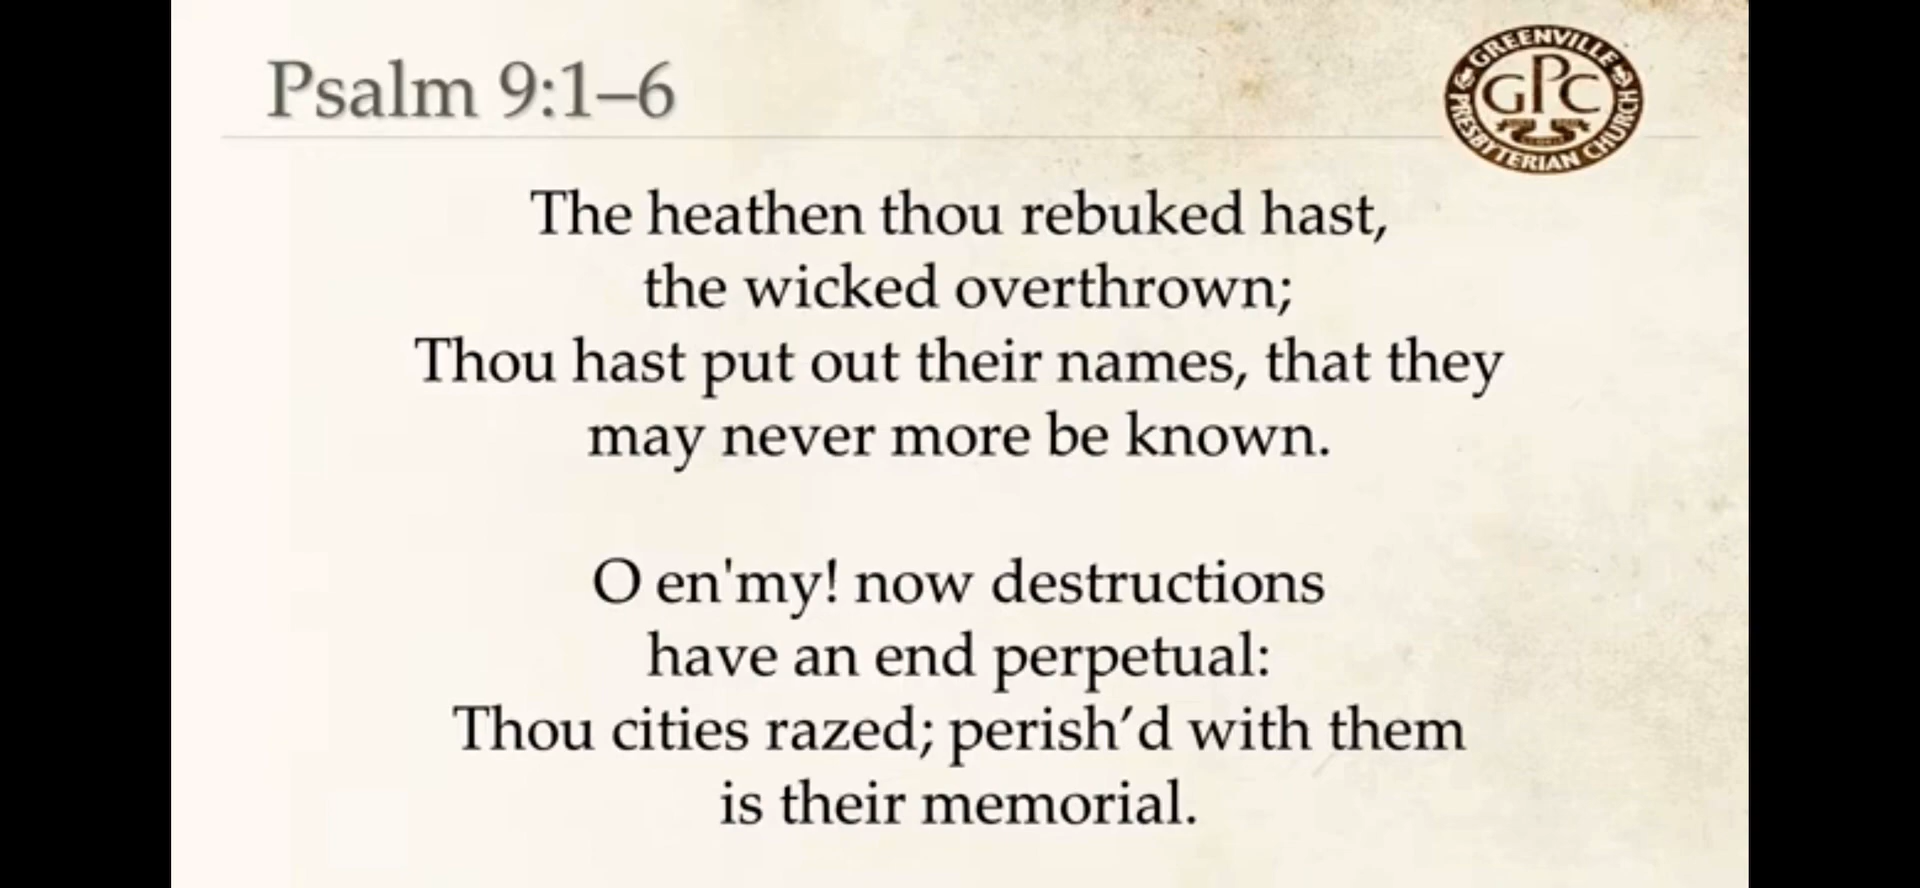 Psalm 9:1–6
GREENVILLE
GPC
PRESBYTERIAN CHURCH
The heathen thou rebuked hast,
the wicked overthrown;
Thou hast put out their names, that they
may never more be known.
O en'my! now destructions
have an end perpetual:
Thou cities razed; perish’d with them
is their memorial.